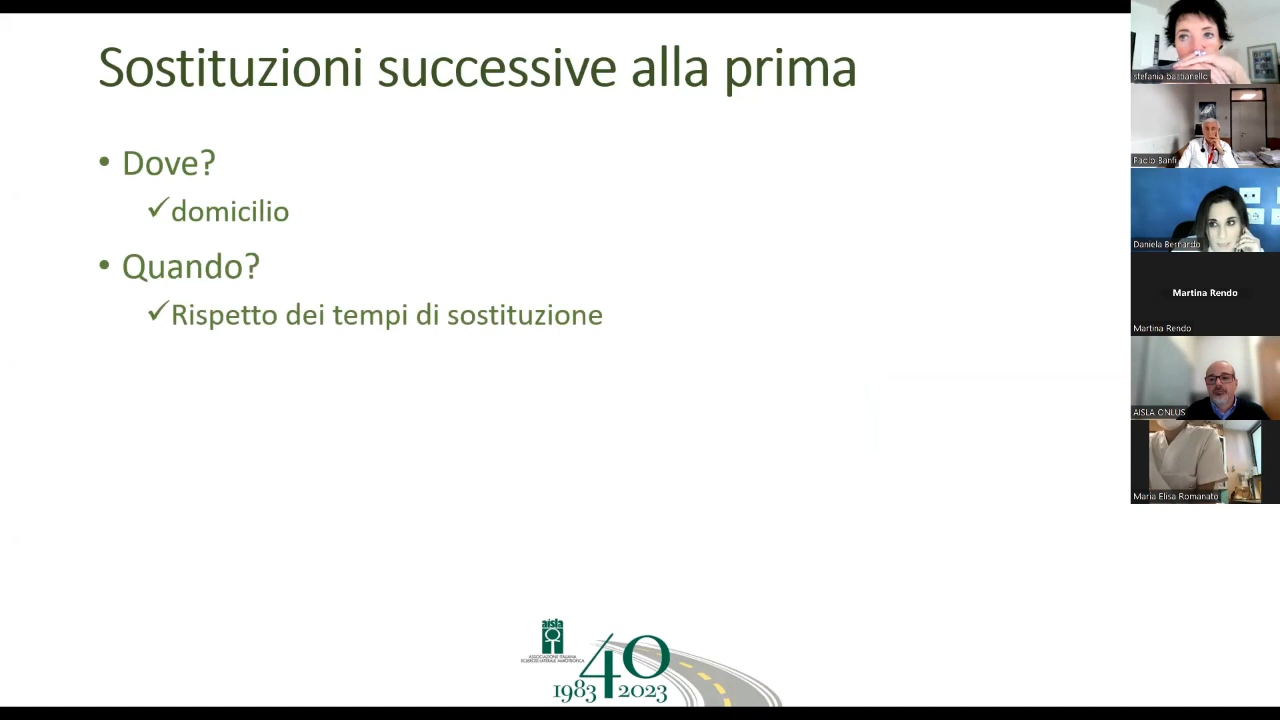 Sostituzioni successive alla prima
• Dove?
✓domicilio
• Quando?
✓Rispetto dei tempi di sostituzione
stefania bastianello
Paolo Banfi
Daniela Bernardo
Martina Rendo
Martina Rendo
AISLA ONLUS
Maria Elisa Romanato
aisla
ASSOCIAZIONE ITALIANA
SCLEROSI LATERALE AMIOTROFICA
40
1983 2023